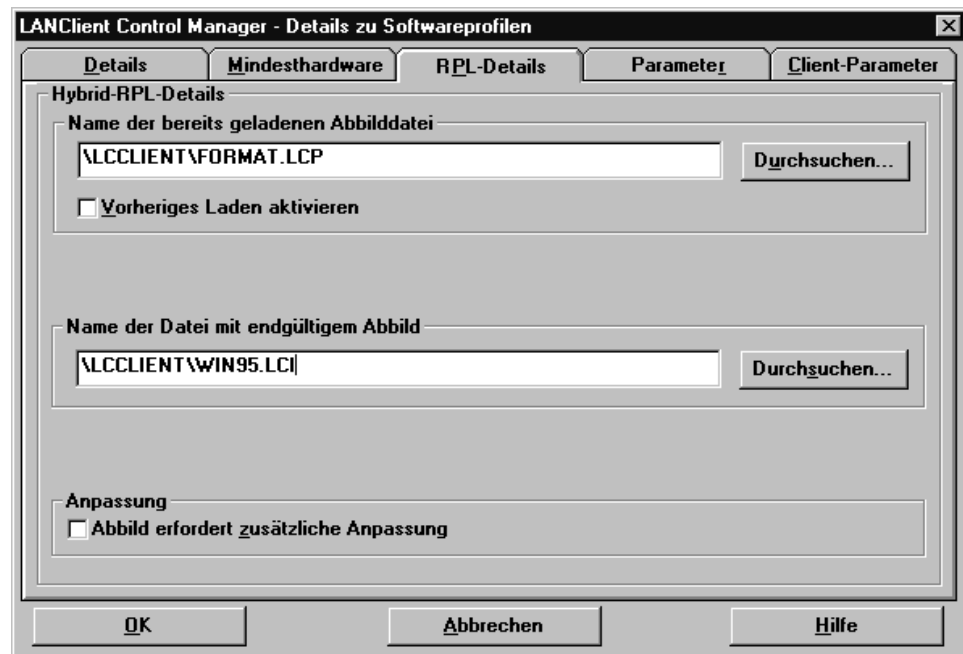 LANClient Control Manager - Details zu Softwareprofilen
Details Mindesthardware RPL-Details Parameter Client-Parameter
Hybrid-RPL-Details
Name der bereits geladenen Abbilddatei
\LCCLIENT\FORMAT.LCP Durchsuchen...
Vorheriges Laden aktivieren
Name der Datei mit endgültigem Abbild
\LCCLIENT\WIN95.LCI Durchsuchen...
Anpassung
Abbild erfordert zusätzliche Anpassung
OK Abbrechen Hilfe